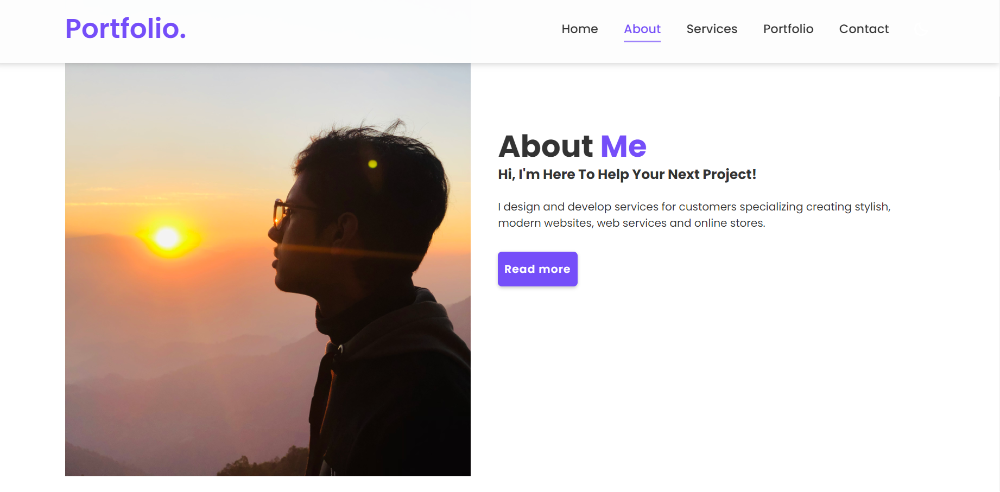 Portfolio.
Home About Services Portfolio Contact
About Me
Hi, I'm Here To Help Your Next Project!
I design and develop services for customers specializing creating stylish,
modern websites, web services and online stores.
Read more